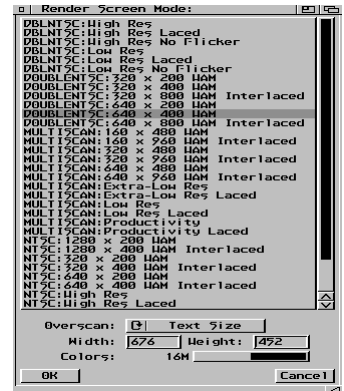 Render Screen Mode:
DBLNTSC:High Res
DBLNTSC:High Res Laced
DBLNTSC:High Res No Flicker
DBLNTSC:Low Res
DBLNTSC:Low Res Laced
DBLNTSC:Low Res No Flicker
DOUBLENTSC:320 x 200 HAM
DOUBLENTSC:320 x 400 HAM
DOUBLENTSC:320 x 800 HAM Interlaced
DOUBLENTSC:640 x 200 HAM
DOUBLENTSC:640 x 400 HAM
DOUBLENTSC:640 x 800 HAM Interlaced
MULTISCAN:160 x 480 HAM
MULTISCAN:160 x 960 HAM Interlaced
MULTISCAN:320 x 480 HAM
MULTISCAN:320 x 960 HAM Interlaced
MULTISCAN:640 x 480 HAM
MULTISCAN:640 x 960 HAM Interlaced
MULTISCAN:Extra-Low Res
MULTISCAN:Extra-Low Res Laced
MULTISCAN:Low Res
MULTISCAN:Low Res Laced
MULTISCAN:Productivity
MULTISCAN:Productivity Laced
NTSC:1280 x 200 HAM
NTSC:1280 x 400 HAM Interlaced
NTSC:320 x 200 HAM
NTSC:320 x 400 HAM Interlaced
NTSC:640 x 200 HAM
NTSC:640 x 400 HAM Interlaced
NTSC:High Res
NTSC:High Res Laced
Overscan: Text Size
Width: 676 Height: 452
Colors: 16M
OK Cancel